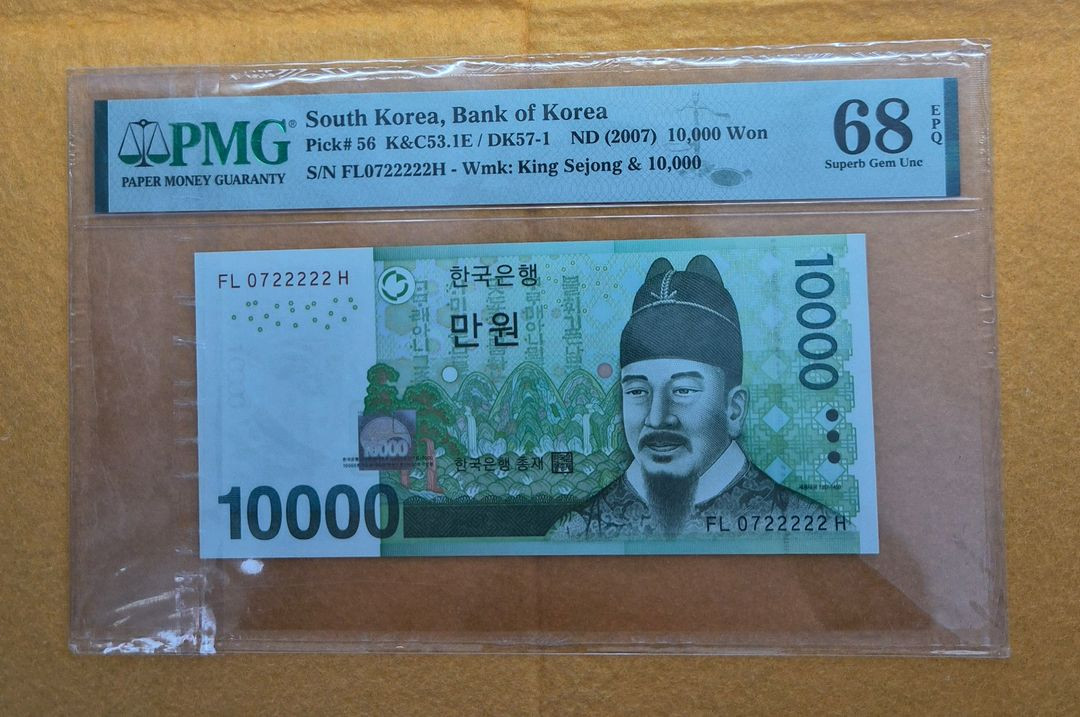 PMG®
PAPER MONEY GUARANTY
South Korea, Bank of Korea
Pick# 56 K&C53.1E / DK57-1 ND (2007) 10,000 Won
S/N FL0722222H - Wmk: King Sejong & 10,000
68
EPQ
Superb Gem Unc
FL 0722222 H
한국은행
만원
10000
10000
한국은행 총재
10000
FL 0722222 H